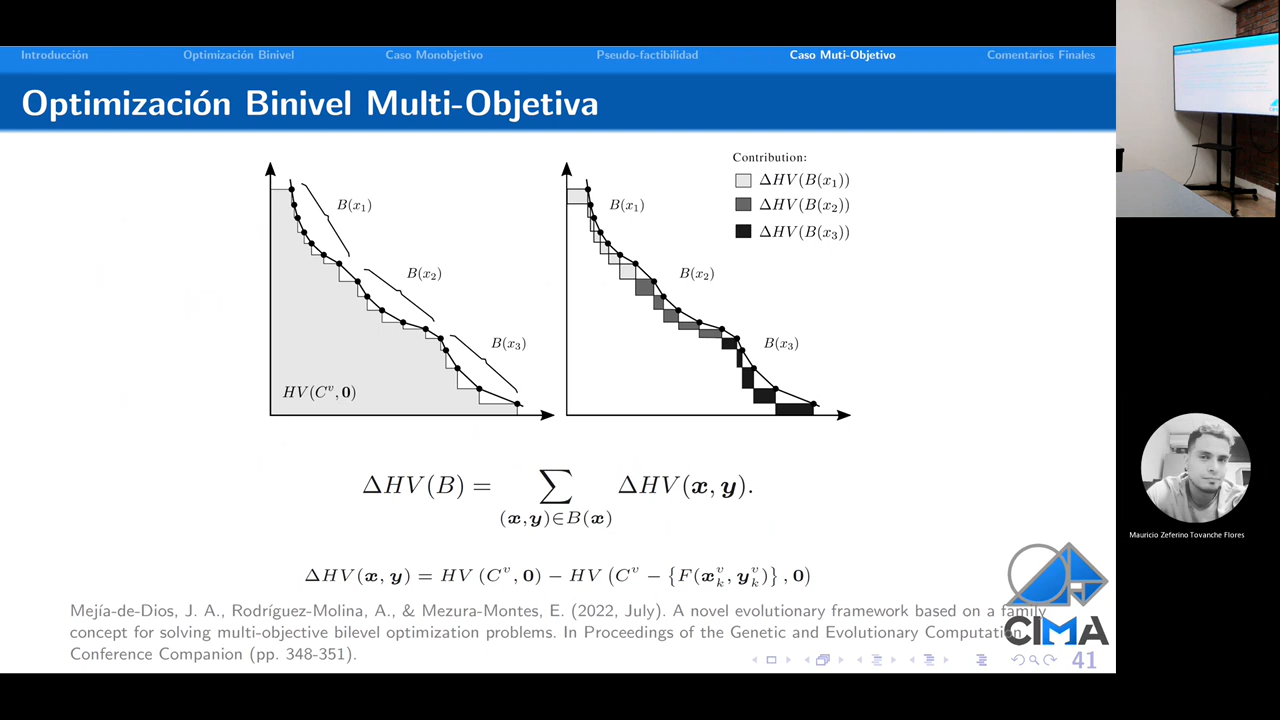 Introducción Optimización Binivel Caso Monobjetivo Pseudo-factibilidad Caso Muti-Objetivo Comentarios Finales
Optimización Binivel Multi-Objetiva
B(x₁)
B(x₂)
B(x₃)
HV(Cᵛ, 0)
B(x₁)
B(x₂)
B(x₃)
Contribution:
ΔHV(B(x₁))
ΔHV(B(x₂))
ΔHV(B(x₃))
ΔHV(B) = ∑ ΔHV(x, y).
(x,y)∈B(x)
ΔHV(x, y) = HV (Cᵛ, 0) − HV (Cᵛ − {F(xₖᵛ, yₖᵛ)} , 0)
Mejía-de-Dios, J. A., Rodríguez-Molina, A., & Mezura-Montes, E. (2022, July). A novel evolutionary framework based on a family
concept for solving multi-objective bilevel optimization problems. In Proceedings of the Genetic and Evolutionary Computation
Conference Companion (pp. 348-351).
CIMA
41
Mauricio Zeferino Tovanche Flores